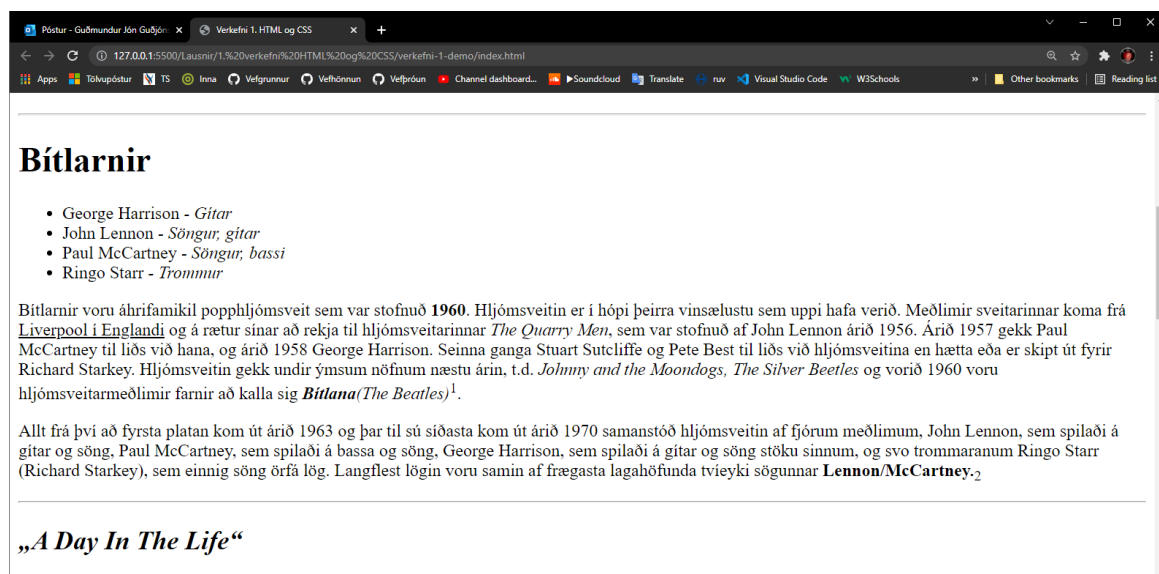 Póstur - Guðmundur Jón Guðjón
Verkefni 1. HTML og CSS
127.0.0.1:5500/Lausnir/1.%20verkefni%20HTML%20og%20CSS/verkefni-1-demo/index.html
Apps Tölvupóstur TS Inna Vefgrunnur Vefhönnun Vefþróun Channel dashboard... ►Soundcloud Translate ruv Visual Studio Code W3Schools » Other bookmarks Reading list
Bítlarnir
• George Harrison - Gítar
• John Lennon - Söngur, gítar
• Paul McCartney - Söngur, bassi
• Ringo Starr - Trommur
Bítlarnir voru áhrifamikil popphljómsveit sem var stofnuð 1960. Hljómsveitin er í hópi þeirra vinsælustu sem uppi hafa verið. Meðlimir sveitarinnar koma frá
Liverpool í Englandi og á rætur sínar að rekja til hljómsveitarinnar The Quarry Men, sem var stofnuð af John Lennon árið 1956. Árið 1957 gekk Paul
McCartney til liðs við hana, og árið 1958 George Harrison. Seinna ganga Stuart Sutcliffe og Pete Best til liðs við hljómsveitina en hætta eða er skipt út fyrir
Richard Starkey. Hljómsveitin gekk undir ýmsum nöfnum næstu árin, t.d. Johnny and the Moondogs, The Silver Beetles og vorið 1960 voru
hljómsveitarmeðlimir farnir að kalla sig Bítlana(The Beatles)1.
Allt frá því að fyrsta platan kom út árið 1963 og þar til sú síðasta kom út árið 1970 samanstóð hljómsveitin af fjórum meðlimum, John Lennon, sem spilaði á
gítar og söng, Paul McCartney, sem spilaði á bassa og söng, George Harrison, sem spilaði á gítar og söng stöku sinnum, og svo trommaranum Ringo Starr
(Richard Starkey), sem einnig söng örfá lög. Langflest lögin voru samin af frægasta lagahöfunda tvíeyki sögunnar Lennon/McCartney.2
„A Day In The Life“